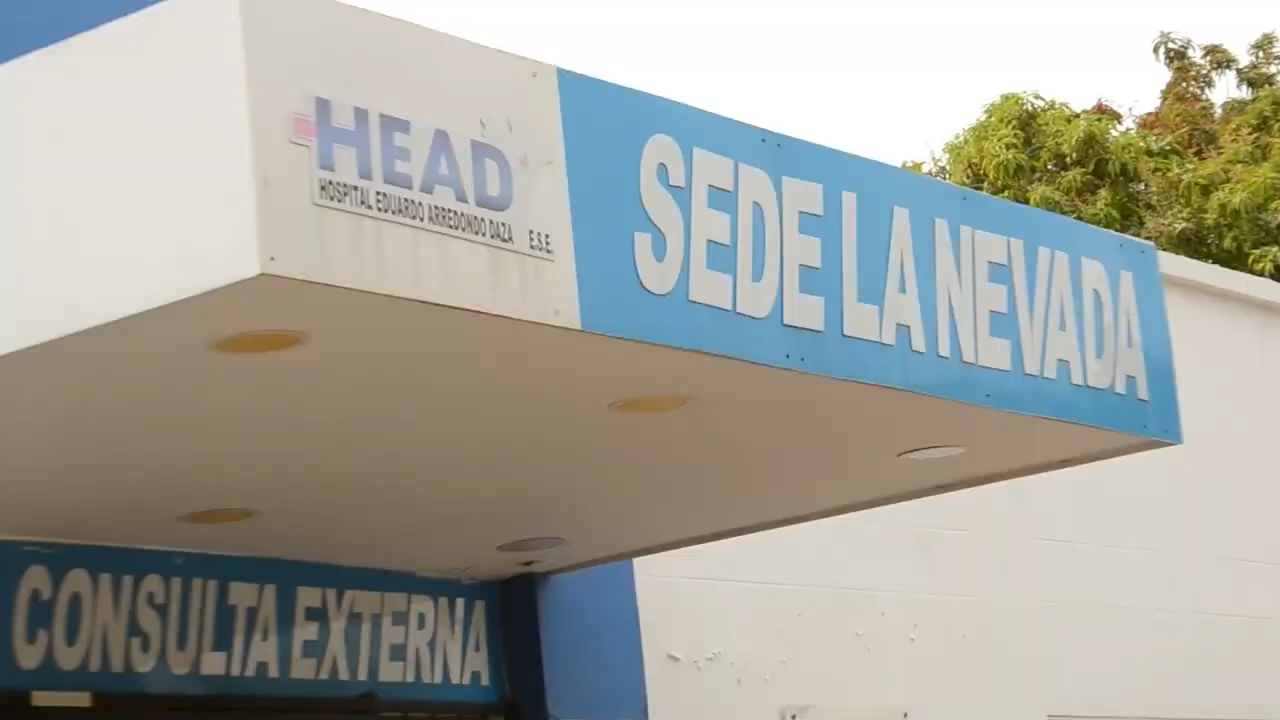 HEAD
HOSPITAL EDUARDO ARREDONDO DAZA E.S.E.
SEDE LA NEVADA
CONSULTA EXTERNA